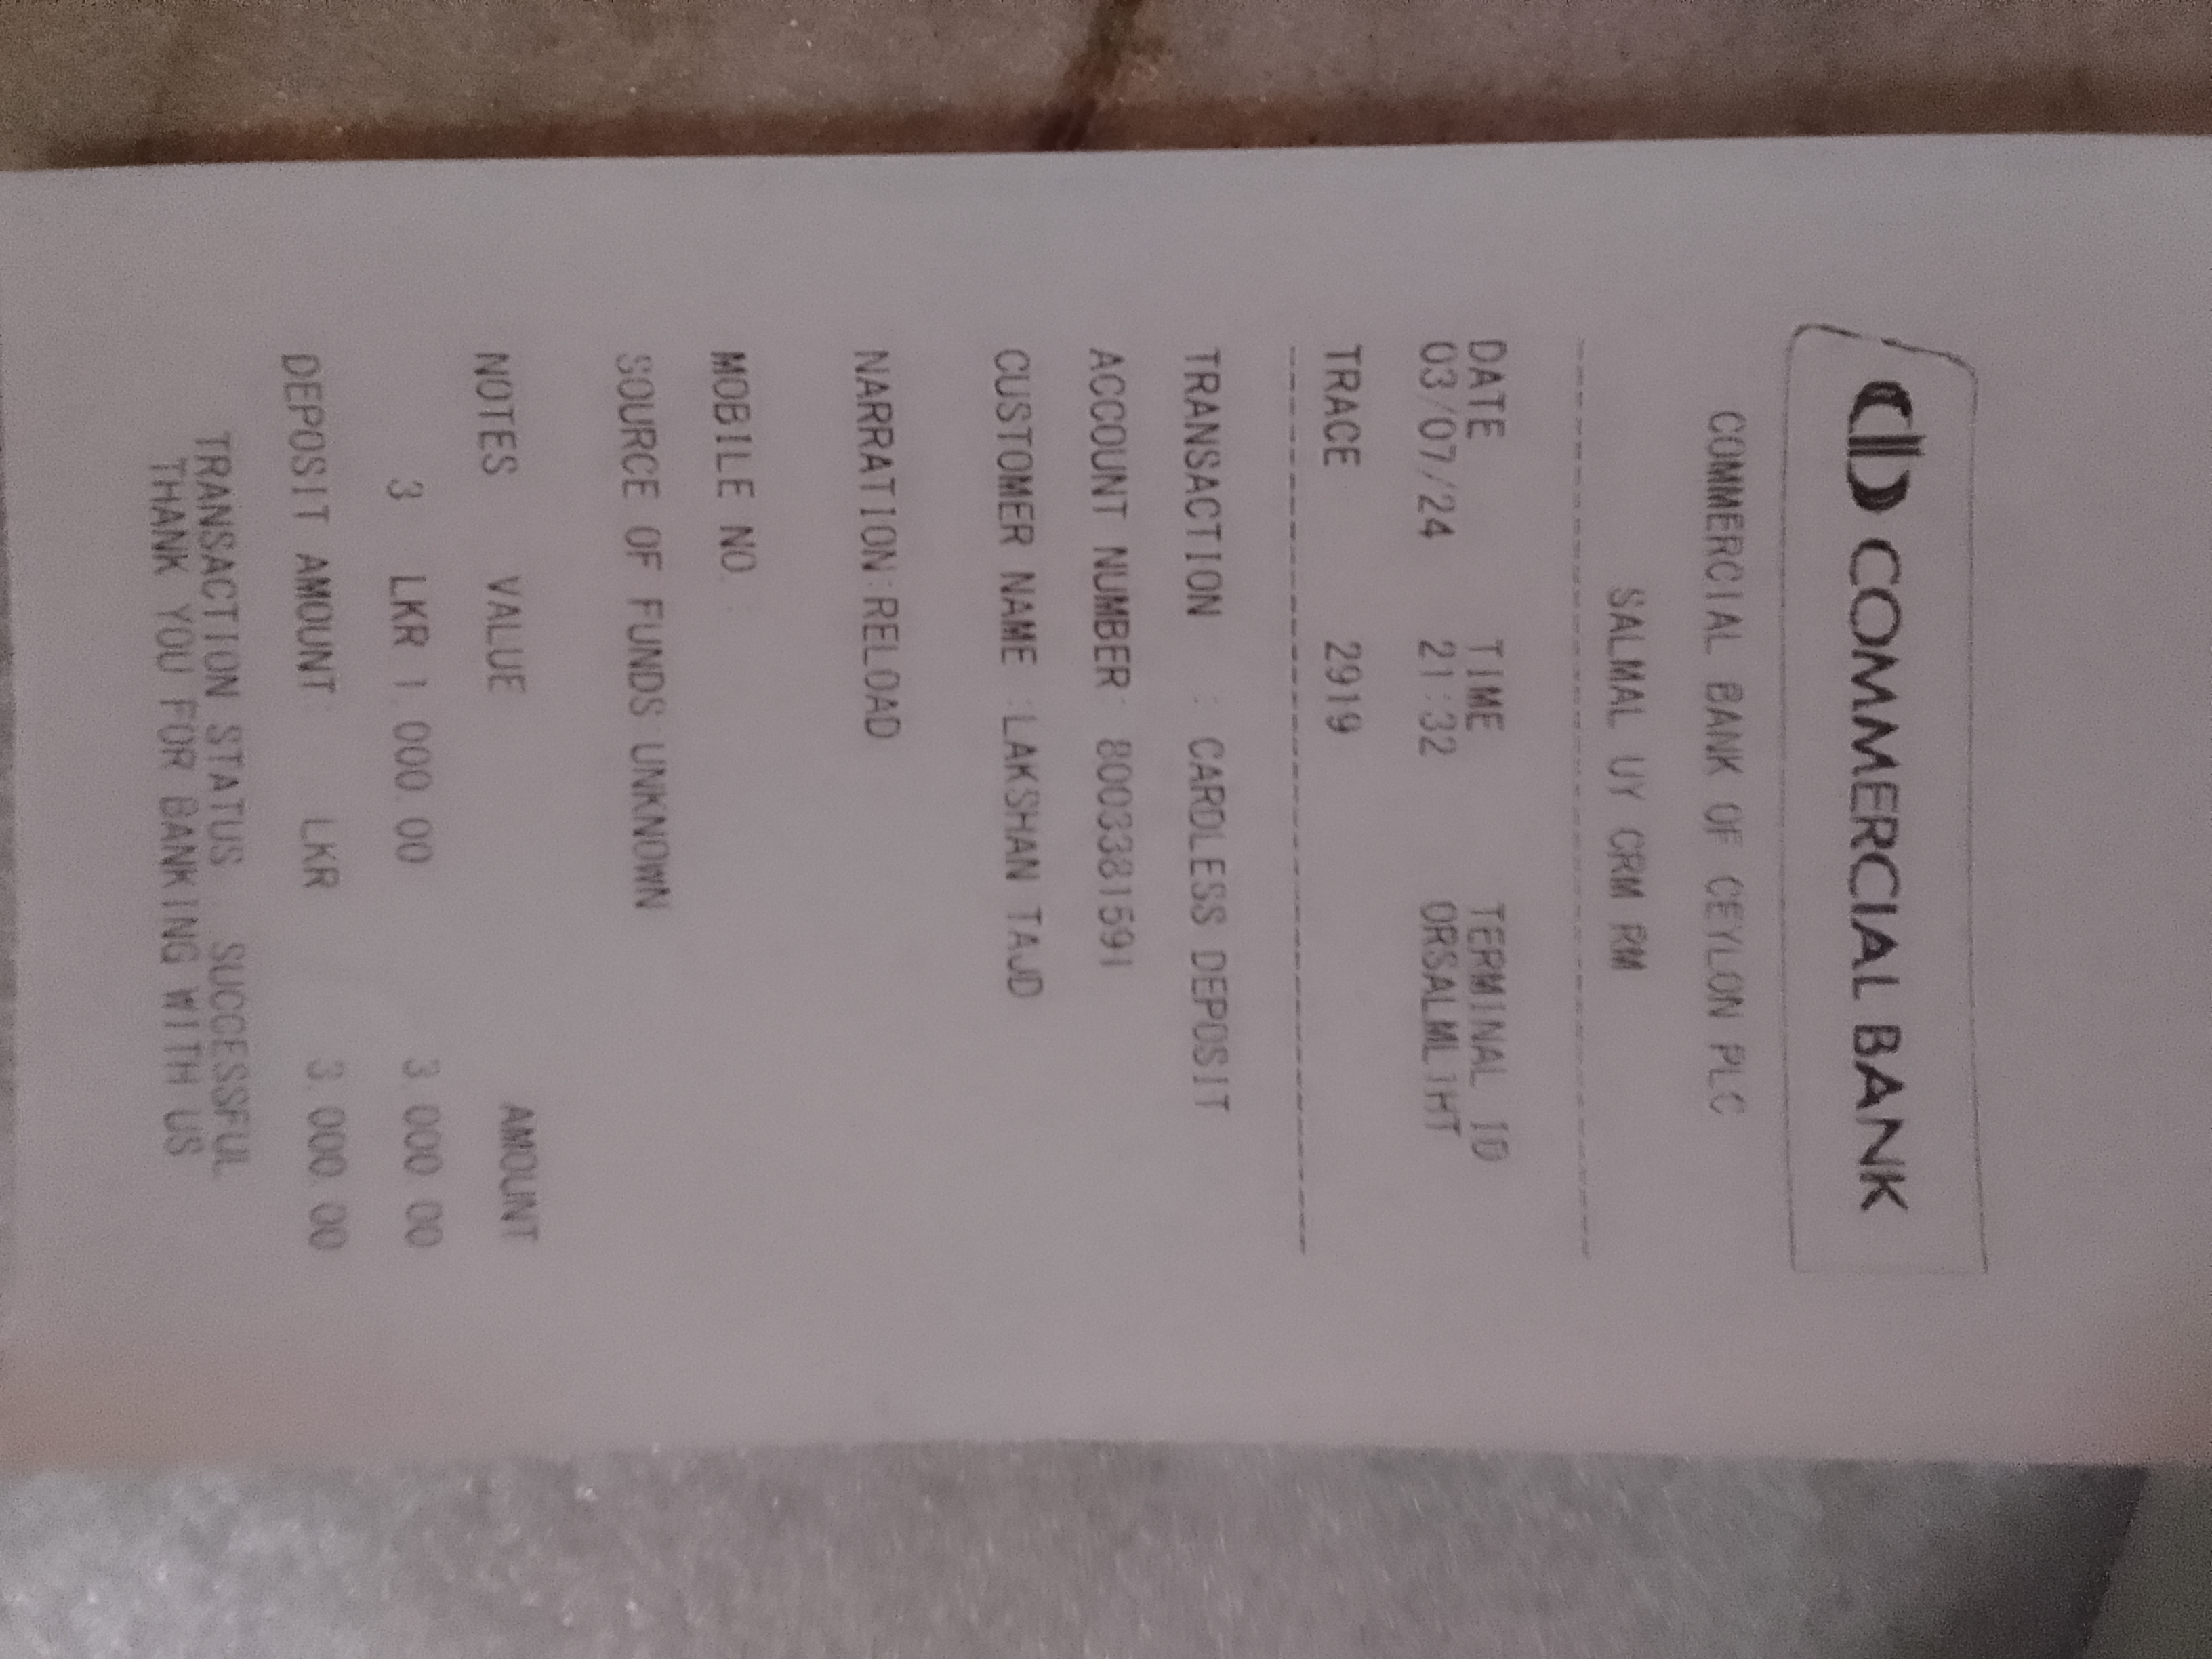 COMMERCIAL BANK
COMMERCIAL BANK OF CEYLON PLC
SALMAL UY CRM RM
DATE TIME TERMINAL ID
03/07/24 21:32 ORSALML1HT
TRACE 2919
TRANSACTION : CARDLESS DEPOSIT
ACCOUNT NUMBER: 8003381591
CUSTOMER NAME :LAKSHAN TAJD
NARRATION:RELOAD
MOBILE NO :
SOURCE OF FUNDS:UNKNOWN
NOTES VALUE AMOUNT
3 LKR 1,000.00 3,000.00
DEPOSIT AMOUNT: LKR 3,000.00
TRANSACTION STATUS : SUCCESSFUL
THANK YOU FOR BANKING WITH US